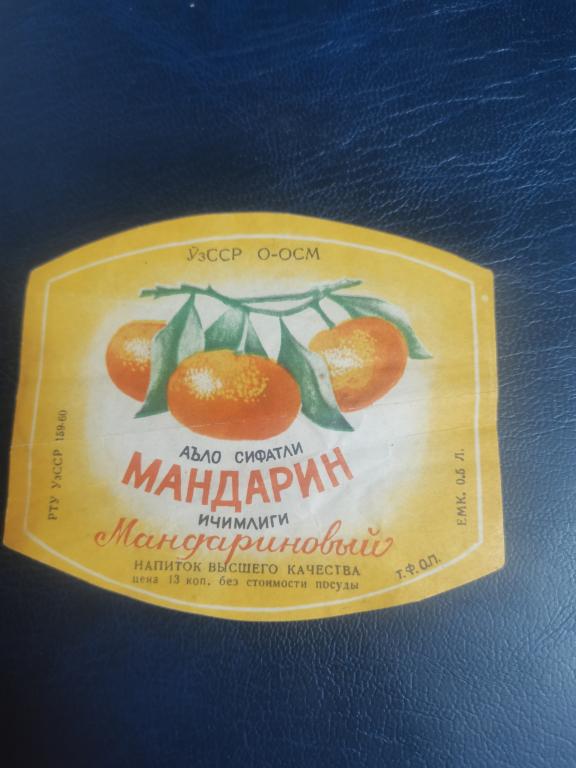 ЎзССР О-ОСМ
РТУ УзССР 159-60
АЪЛО СИФАТЛИ
МАНДАРИН
ИЧИМЛИГИ
Мандариновый
НАПИТОК ВЫСШЕГО КАЧЕСТВА
цена 13 коп. без стоимости посуды
ЕМК. 0.5 Л.
Т.Ф.О.П.